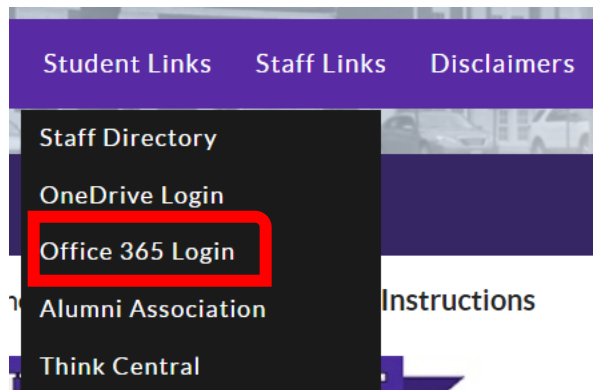 Student Links Staff Links Disclaimers
Staff Directory
OneDrive Login
Office 365 Login
Alumni Association
Instructions
Think Central